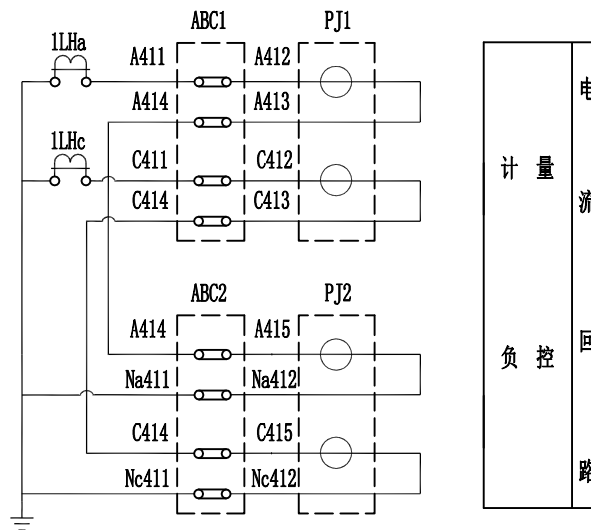 ABC1 PJ1
1LHa A411 A412
A414 A413
1LHc C411 C412
C414 C413
ABC2 PJ2
A414 A415
Na411 Na412
C414 C415
Nc411 Nc412
计量
负控
电
流
回
路